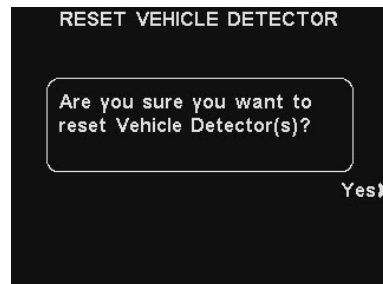 RESET VEHICLE DETECTOR
Are you sure you want to
reset Vehicle Detector(s)?
Yes